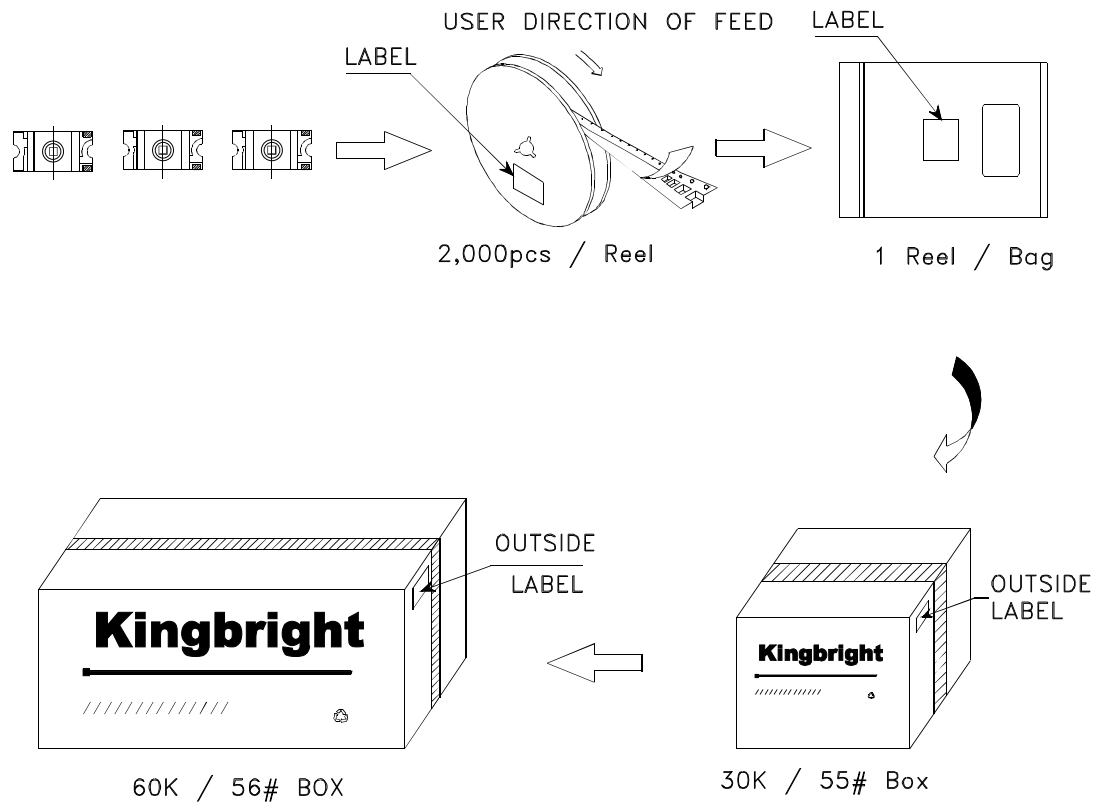 USER DIRECTION OF FEED
LABEL
LABEL
2,000pcs / Reel
1 Reel / Bag
OUTSIDE
LABEL
Kingbright
60K / 56# BOX
OUTSIDE
LABEL
Kingbright
30K / 55# Box